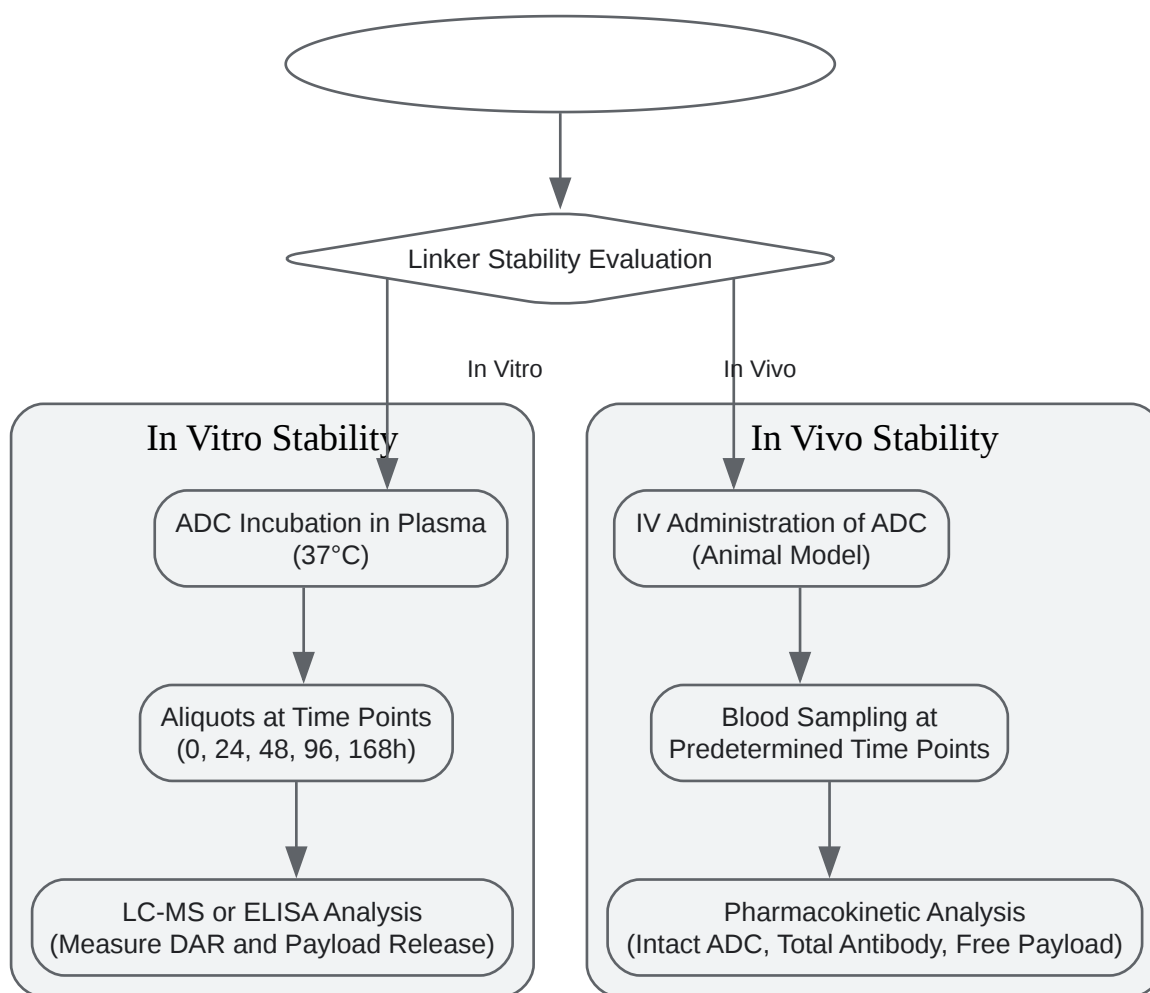 Linker Stability Evaluation
In Vitro
In Vivo
In Vitro Stability
ADC Incubation in Plasma
(37°C)
Aliquots at Time Points
(0, 24, 48, 96, 168h)
LC-MS or ELISA Analysis
(Measure DAR and Payload Release)
In Vivo Stability
IV Administration of ADC
(Animal Model)
Blood Sampling at
Predetermined Time Points
Pharmacokinetic Analysis
(Intact ADC, Total Antibody, Free Payload)